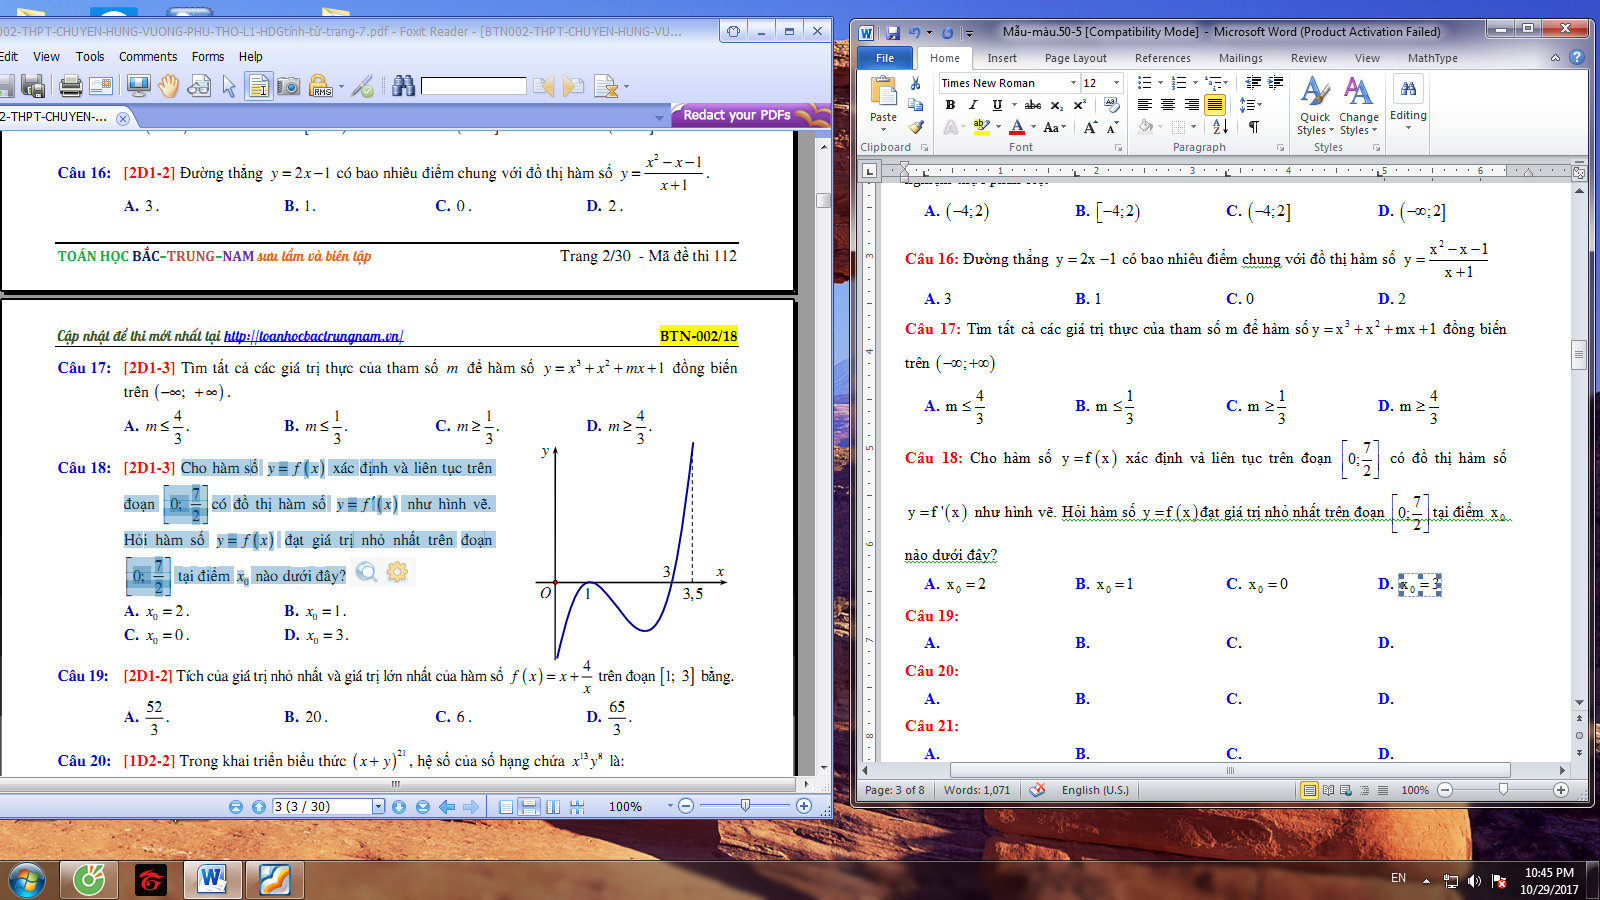 002-THPT-CHUYEN-HUNG-VUONG-PHU-THO-L1-HDGtinh-từ-trang-7.pdf - Foxit Reader - [BTN002-THPT-CHUYEN-HUNG-VU...
Edit View Tools Comments Forms Help
2-THPT-CHUYEN-...
Redact your PDFs
Câu 16: [2D1-2] Đường thẳng y = 2x − 1 có bao nhiêu điểm chung với đồ thị hàm số y = (x² − x − 1)/(x + 1).
A. 3. B. 1. C. 0. D. 2.
TOÁN HỌC BẮC–TRUNG–NAM sưu tầm và biên tập Trang 2/30 - Mã đề thi 112
Cập nhật đề thi mới nhất tại http://toanhocbactrungnam.vn/ BTN-002/18
Câu 17: [2D1-3] Tìm tất cả các giá trị thực của tham số m để hàm số y = x³ + x² + mx + 1 đồng biến
trên (−∞; +∞).
A. m ≤ 4/3. B. m ≤ 1/3. C. m ≥ 1/3. D. m ≥ 4/3.
Câu 18: [2D1-3] Cho hàm số y = f(x) xác định và liên tục trên
đoạn [0; 7/2] có đồ thị hàm số y = f′(x) như hình vẽ.
Hỏi hàm số y = f(x) đạt giá trị nhỏ nhất trên đoạn
[0; 7/2] tại điểm x₀ nào dưới đây?
A. x₀ = 2. B. x₀ = 1.
C. x₀ = 0. D. x₀ = 3.
y
3 x
O 1 3,5
Câu 19: [2D1-2] Tích của giá trị nhỏ nhất và giá trị lớn nhất của hàm số f(x) = x + 4/x trên đoạn [1; 3] bằng.
A. 52/3. B. 20. C. 6. D. 65/3.
Câu 20: [1D2-2] Trong khai triển biểu thức (x + y)²¹, hệ số của số hạng chứa x¹³y⁸ là:
3 (3 / 30) 100%
Mẫu-màu.50-5 [Compatibility Mode] - Microsoft Word (Product Activation Failed)
File Home Insert Page Layout References Mailings Review View MathType
Paste Times New Roman 12 Quick Styles Change Styles Editing
Clipboard Font Paragraph Styles
1 2 3 4 5 6
A. (−4;2) B. [−4;2) C. (−4;2] D. (−∞;2]
Câu 16: Đường thẳng y = 2x − 1 có bao nhiêu điểm chung với đồ thị hàm số y = (x² − x − 1)/(x + 1)
A. 3 B. 1 C. 0 D. 2
Câu 17: Tìm tất cả các giá trị thực của tham số m để hàm số y = x³ + x² + mx + 1 đồng biến
trên (−∞;+∞)
A. m ≤ 4/3 B. m ≤ 1/3 C. m ≥ 1/3 D. m ≥ 4/3
Câu 18: Cho hàm số y = f(x) xác định và liên tục trên đoạn [0; 7/2] có đồ thị hàm số
y = f'(x) như hình vẽ. Hỏi hàm số y = f(x) đạt giá trị nhỏ nhất trên đoạn [0; 7/2] tại điểm x₀
nào dưới đây?
A. x₀ = 2 B. x₀ = 1 C. x₀ = 0 D. x₀ = 3
Câu 19:
A. B. C. D.
Câu 20:
A. B. C. D.
Câu 21:
A. B. C. D.
Page: 3 of 8 Words: 1,071 English (U.S.) 100%
EN 10:45 PM
10/29/2017